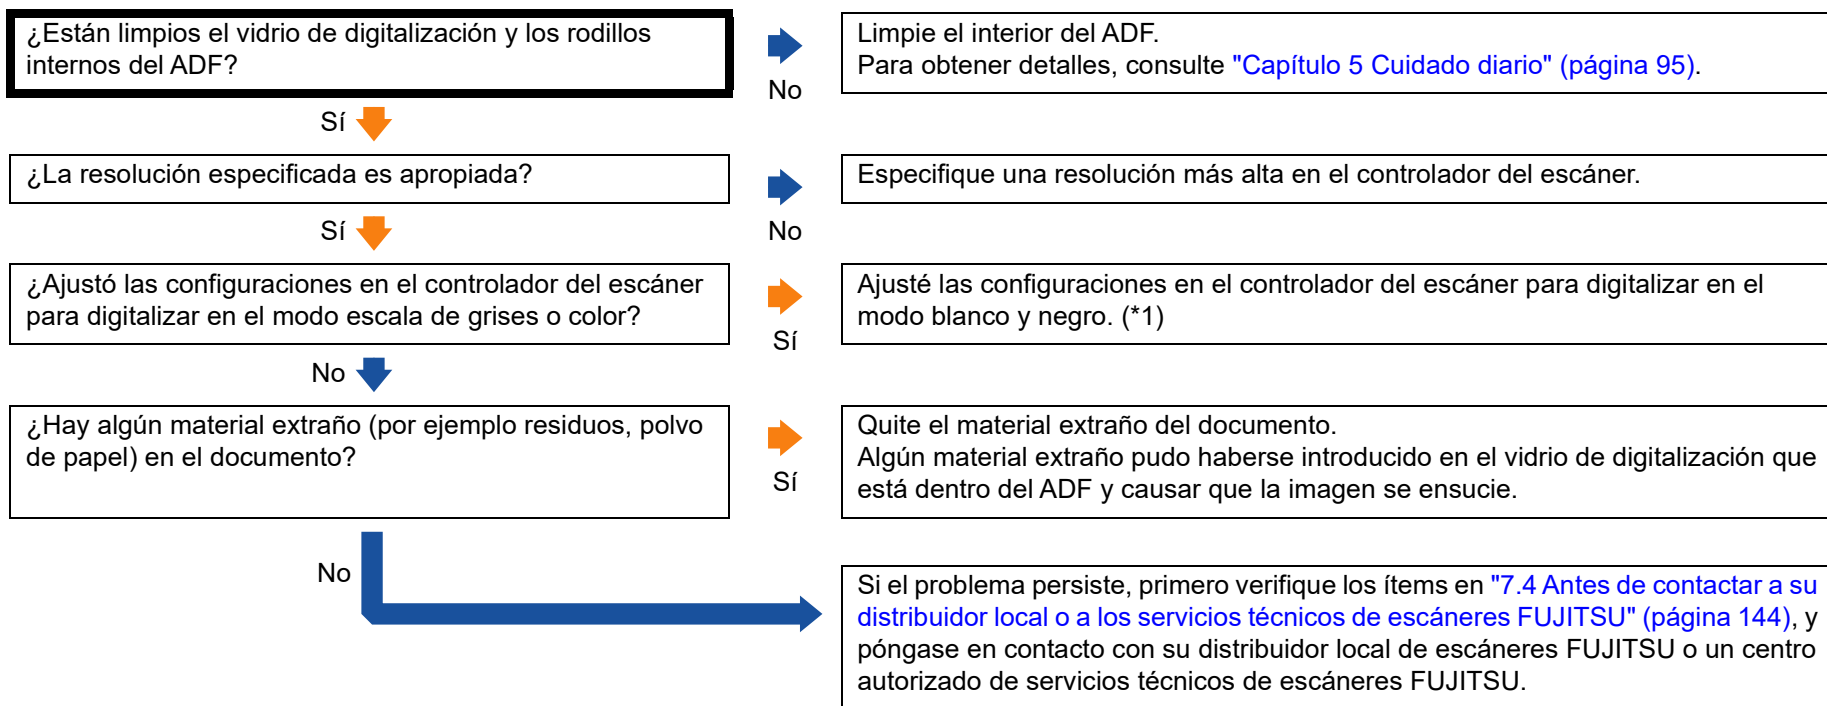 ¿Están limpios el vidrio de digitalización y los rodillos
internos del ADF?
No
Limpie el interior del ADF.
Para obtener detalles, consulte "Capítulo 5 Cuidado diario" (página 95).
Sí
¿La resolución especificada es apropiada?
No
Especifique una resolución más alta en el controlador del escáner.
Sí
¿Ajustó las configuraciones en el controlador del escáner
para digitalizar en el modo escala de grises o color?
Sí
Ajusté las configuraciones en el controlador del escáner para digitalizar en el
modo blanco y negro. (*1)
No
¿Hay algún material extraño (por ejemplo residuos, polvo
de papel) en el documento?
Sí
Quite el material extraño del documento.
Algún material extraño pudo haberse introducido en el vidrio de digitalización que
está dentro del ADF y causar que la imagen se ensucie.
No
Si el problema persiste, primero verifique los ítems en "7.4 Antes de contactar a su
distribuidor local o a los servicios técnicos de escáneres FUJITSU" (página 144), y
póngase en contacto con su distribuidor local de escáneres FUJITSU o un centro
autorizado de servicios técnicos de escáneres FUJITSU.